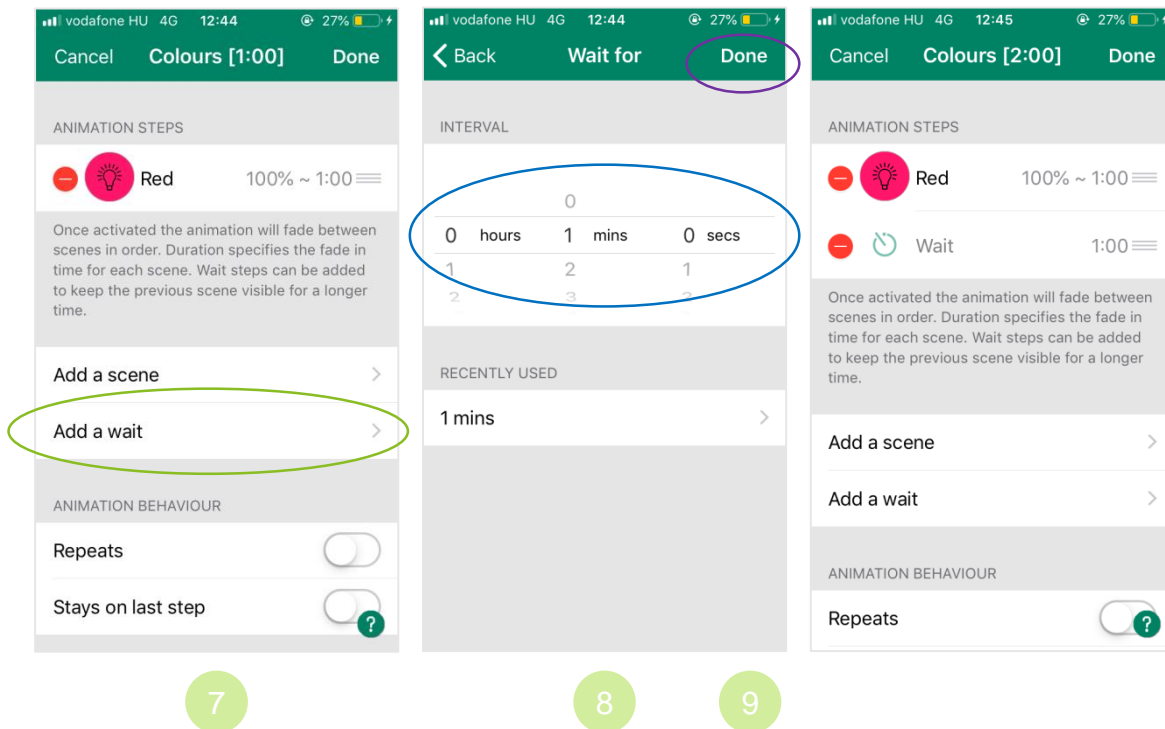 vodafone HU 4G 12:44 27%
Cancel Colours [1:00] Done
ANIMATION STEPS
Red 100% ~ 1:00
Once activated the animation will fade between
scenes in order. Duration specifies the fade in
time for each scene. Wait steps can be added
to keep the previous scene visible for a longer
time.
Add a scene
Add a wait
ANIMATION BEHAVIOUR
Repeats
Stays on last step
?
7
vodafone HU 4G 12:44 27%
Back Wait for Done
INTERVAL
0
0 hours 1 mins 0 secs
1 2 1
2 3 2
RECENTLY USED
1 mins
8 9
vodafone HU 4G 12:45 27%
Cancel Colours [2:00] Done
ANIMATION STEPS
Red 100% ~ 1:00
Wait 1:00
Once activated the animation will fade between
scenes in order. Duration specifies the fade in
time for each scene. Wait steps can be added
to keep the previous scene visible for a longer
time.
Add a scene
Add a wait
ANIMATION BEHAVIOUR
Repeats
?